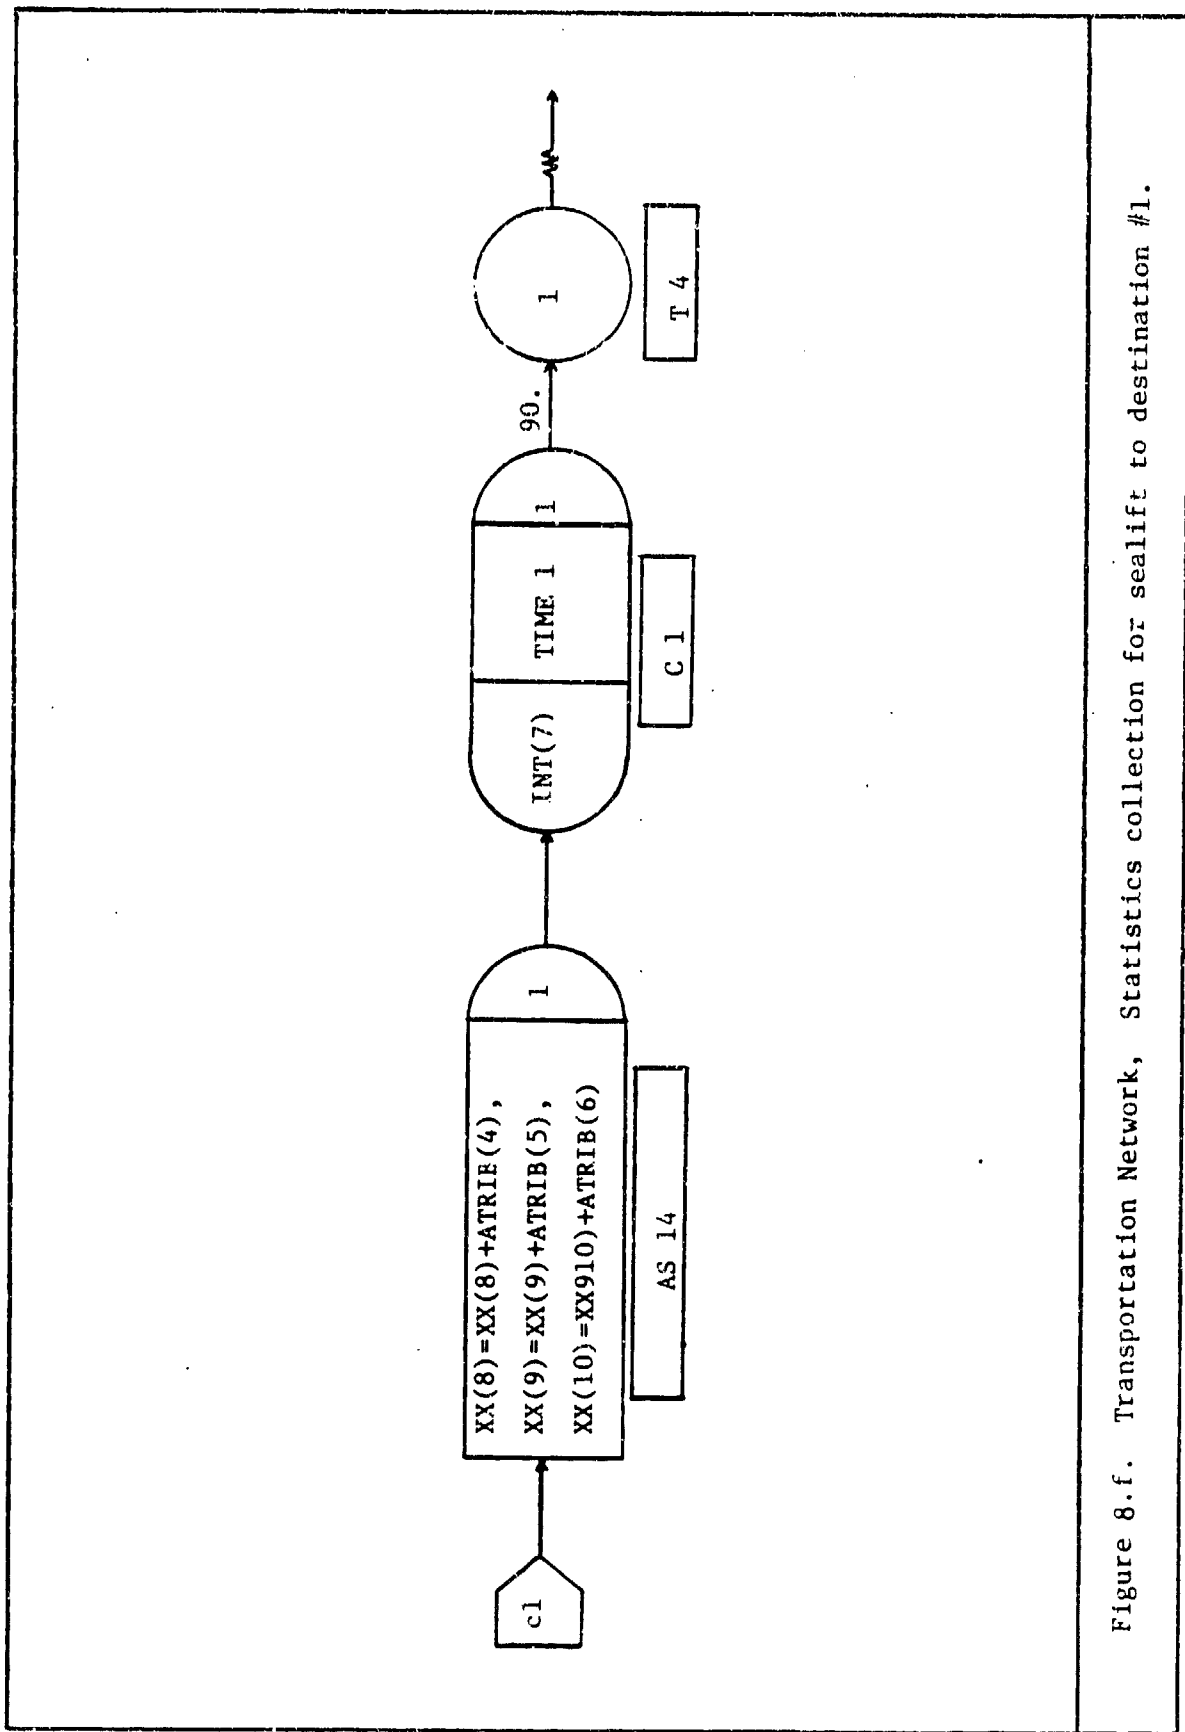 c1
XX(8)=XX(8)+ATRIB(4),
XX(9)=XX(9)+ATRIB(5),
XX(10)=XX910)+ATRIB(6)
1
AS 14
INT(7)
TIME 1
1
C 1
90.
1
T 4
Figure 8.f. Transportation Network, Statistics collection for sealift to destination #1.